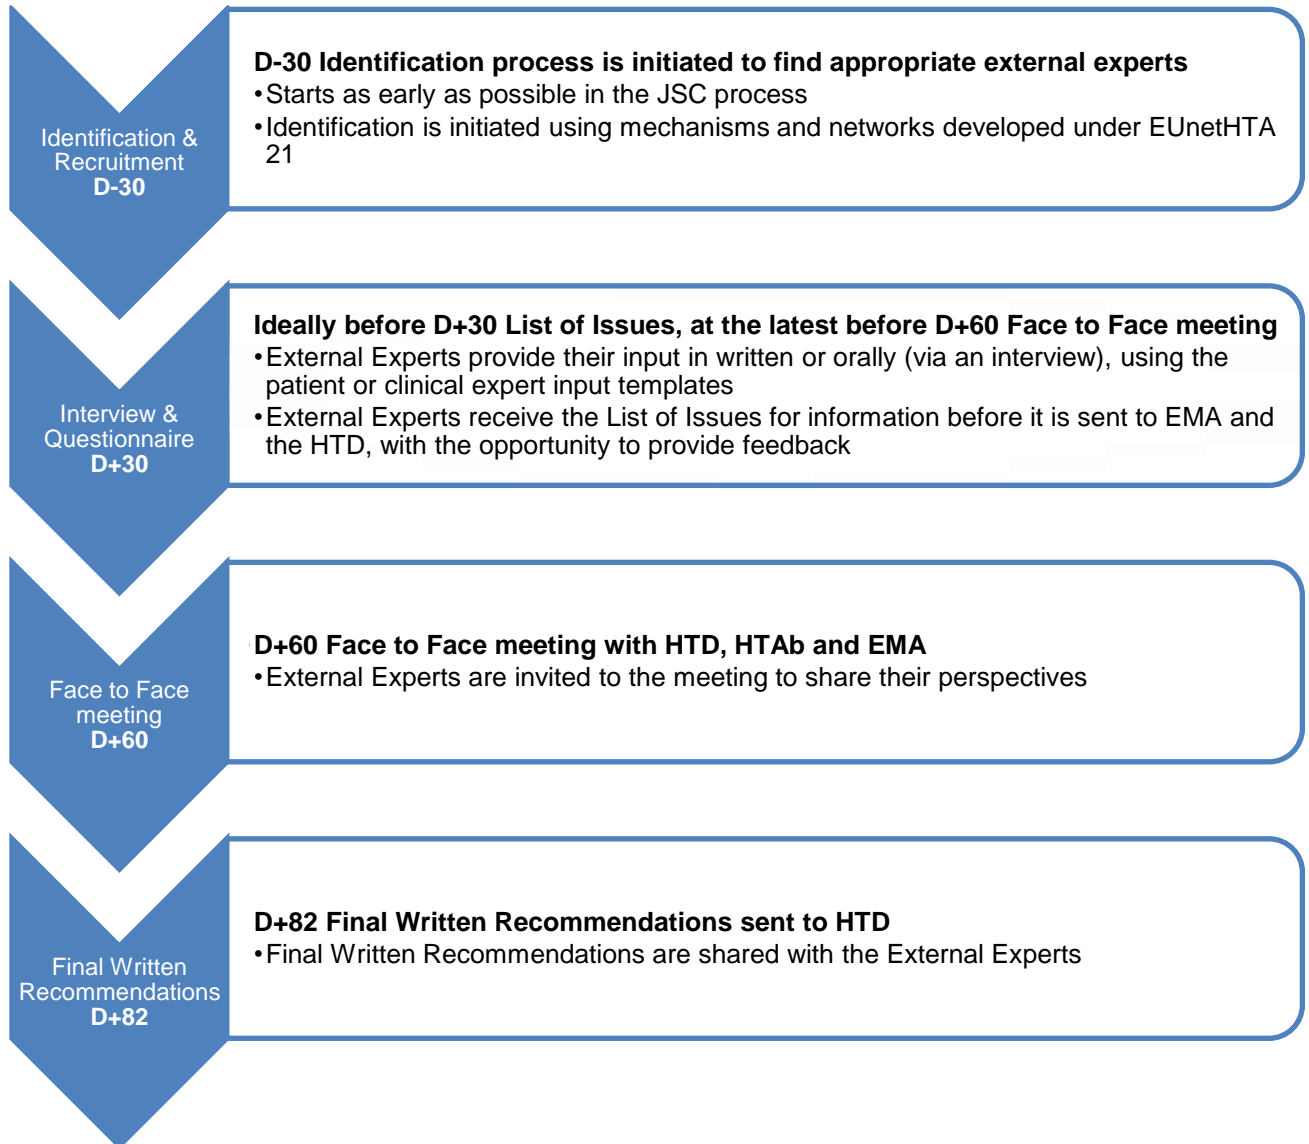 Identification &
Recruitment
D-30
D-30 Identification process is initiated to find appropriate external experts
•Starts as early as possible in the JSC process
•Identification is initiated using mechanisms and networks developed under EUnetHTA
21
Interview &
Questionnaire
D+30
Ideally before D+30 List of Issues, at the latest before D+60 Face to Face meeting
•External Experts provide their input in written or orally (via an interview), using the
patient or clinical expert input templates
•External Experts receive the List of Issues for information before it is sent to EMA and
the HTD, with the opportunity to provide feedback
Face to Face
meeting
D+60
D+60 Face to Face meeting with HTD, HTAb and EMA
•External Experts are invited to the meeting to share their perspectives
Final Written
Recommendations
D+82
D+82 Final Written Recommendations sent to HTD
•Final Written Recommendations are shared with the External Experts